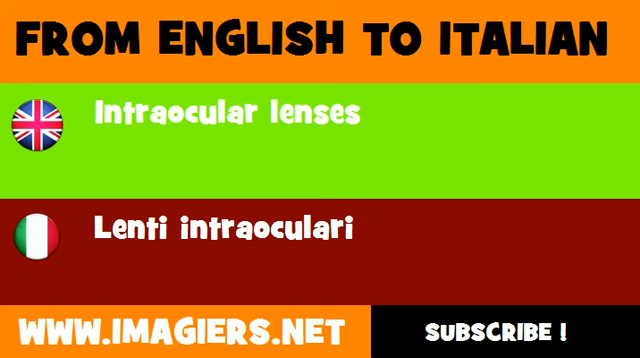 FROM ENGLISH TO ITALIAN
Intraocular lenses
Lenti intraoculari
WWW.IMAGIERS.NET
SUBSCRIBE !